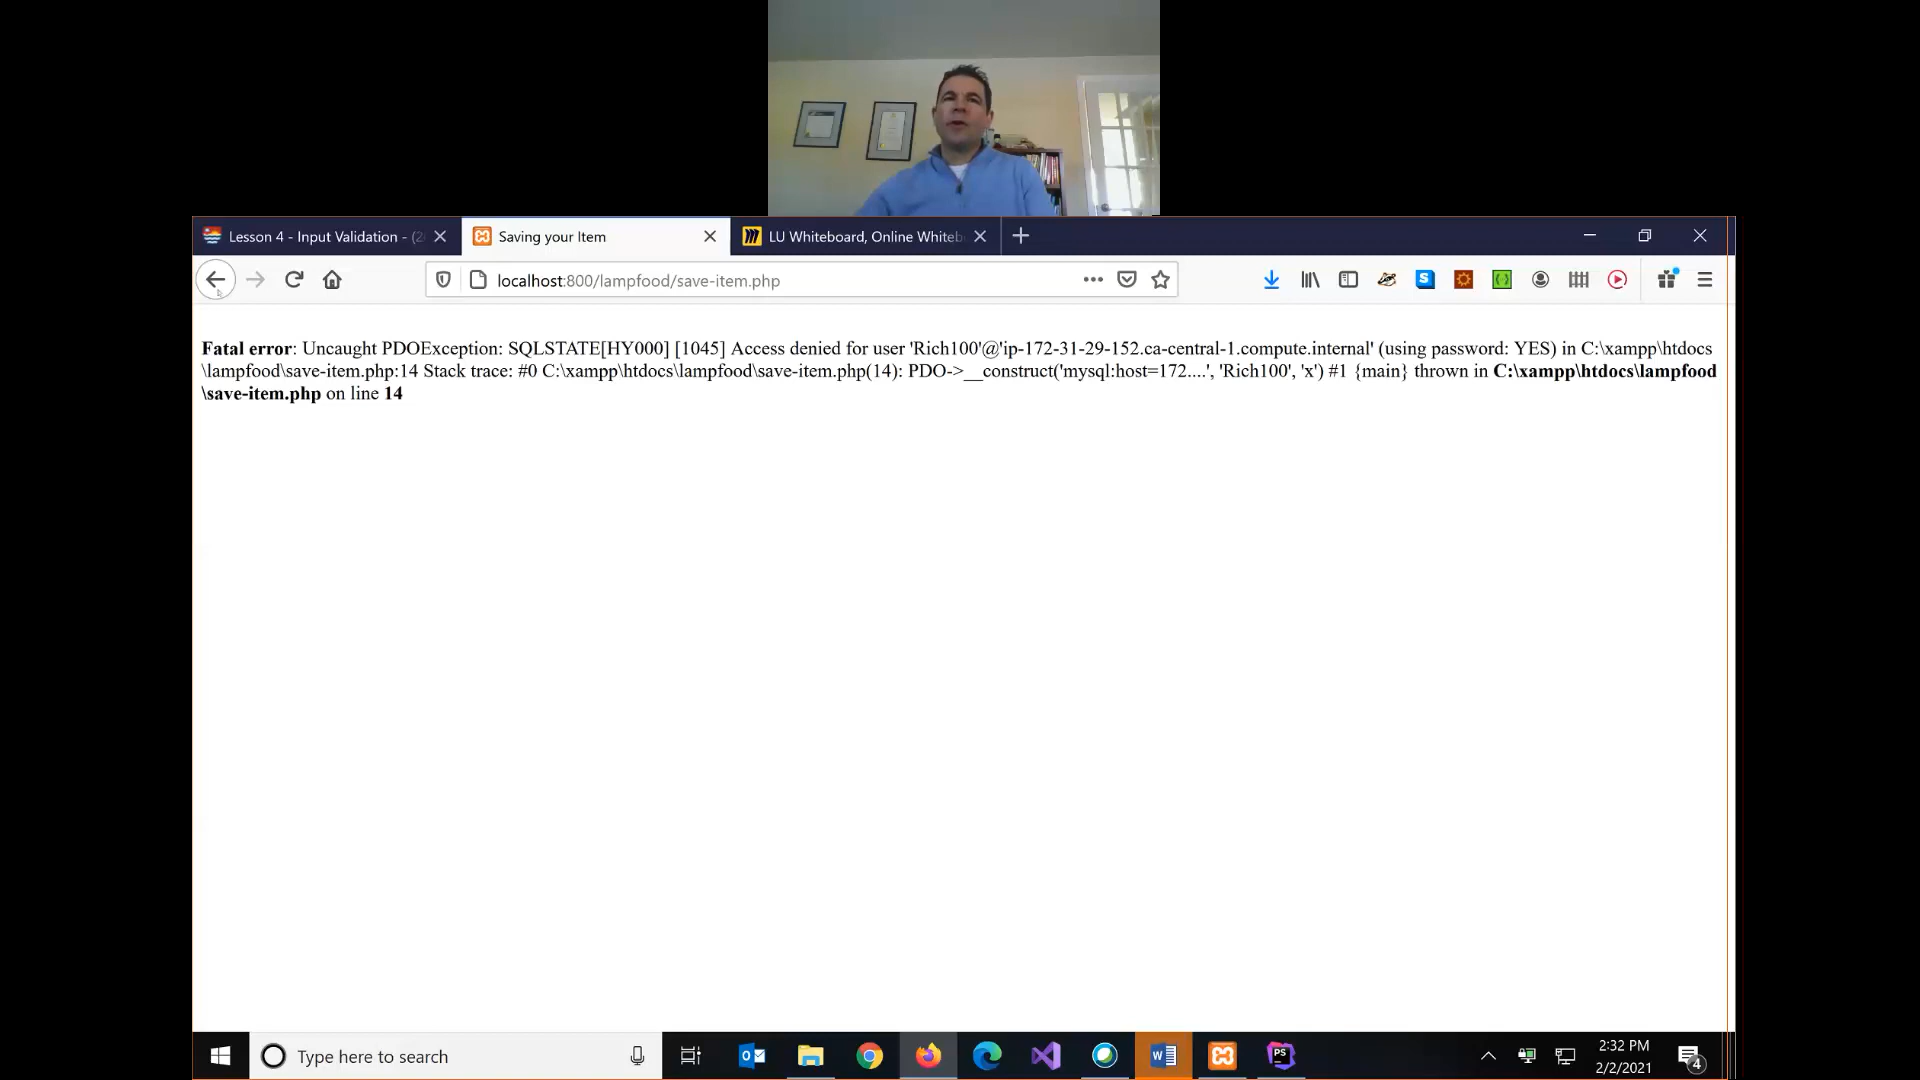 Lesson 4 - Input Validation - (2
Saving your Item
LU Whiteboard, Online Whiteb
localhost:800/lampfood/save-item.php
Fatal error: Uncaught PDOException: SQLSTATE[HY000] [1045] Access denied for user 'Rich100'@'ip-172-31-29-152.ca-central-1.compute.internal' (using password: YES) in C:\xampp\htdocs
\lampfood\save-item.php:14 Stack trace: #0 C:\xampp\htdocs\lampfood\save-item.php(14): PDO->__construct('mysql:host=172....', 'Rich100', 'x') #1 {main} thrown in C:\xampp\htdocs\lampfood
\save-item.php on line 14
Type here to search
2:32 PM
2/2/2021
4